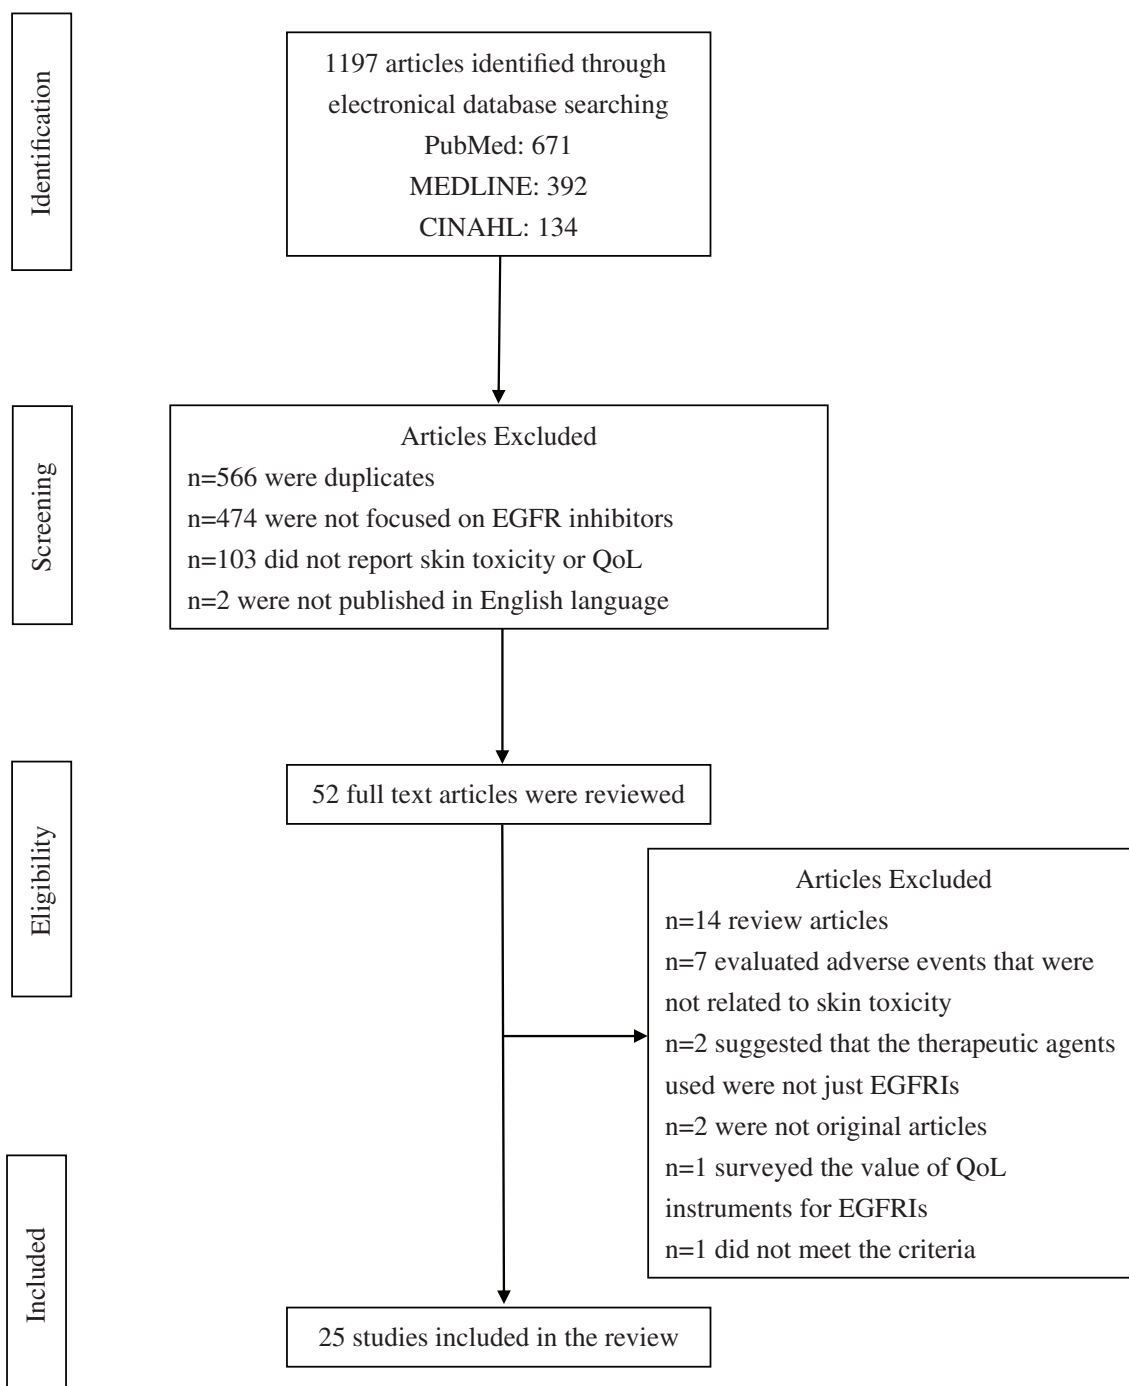 Identification
1197 articles identified through
electronical database searching
PubMed: 671
MEDLINE: 392
CINAHL: 134
Screening
Articles Excluded
n=566 were duplicates
n=474 were not focused on EGFR inhibitors
n=103 did not report skin toxicity or QoL
n=2 were not published in English language
Eligibility
52 full text articles were reviewed
Articles Excluded
n=14 review articles
n=7 evaluated adverse events that were
not related to skin toxicity
n=2 suggested that the therapeutic agents
used were not just EGFRIs
n=2 were not original articles
n=1 surveyed the value of QoL
instruments for EGFRIs
n=1 did not meet the criteria
Included
25 studies included in the review